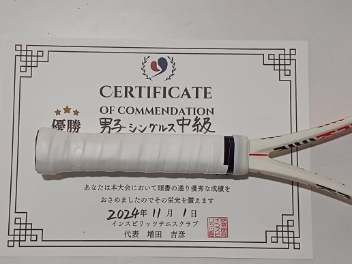 CERTIFICATE
OF COMMENDATION
優勝 男子シングルス中級
あなたは本大会において頭書の通り優秀な成績を
おさめましたのでその栄光を讃えます
2024年11月1日
インスピリッツテニスクラブ
代表 増田 吉彦